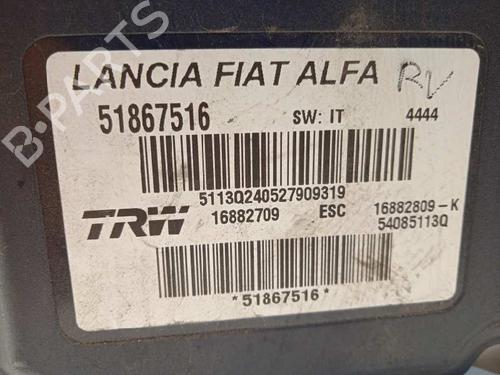 LANCIA FIAT ALFA RV
51867516 SW: IT 4444
5113Q240527909319
TRW 16882709 ESC 16882809-K
54085113Q
*51867516*
B-PARTS